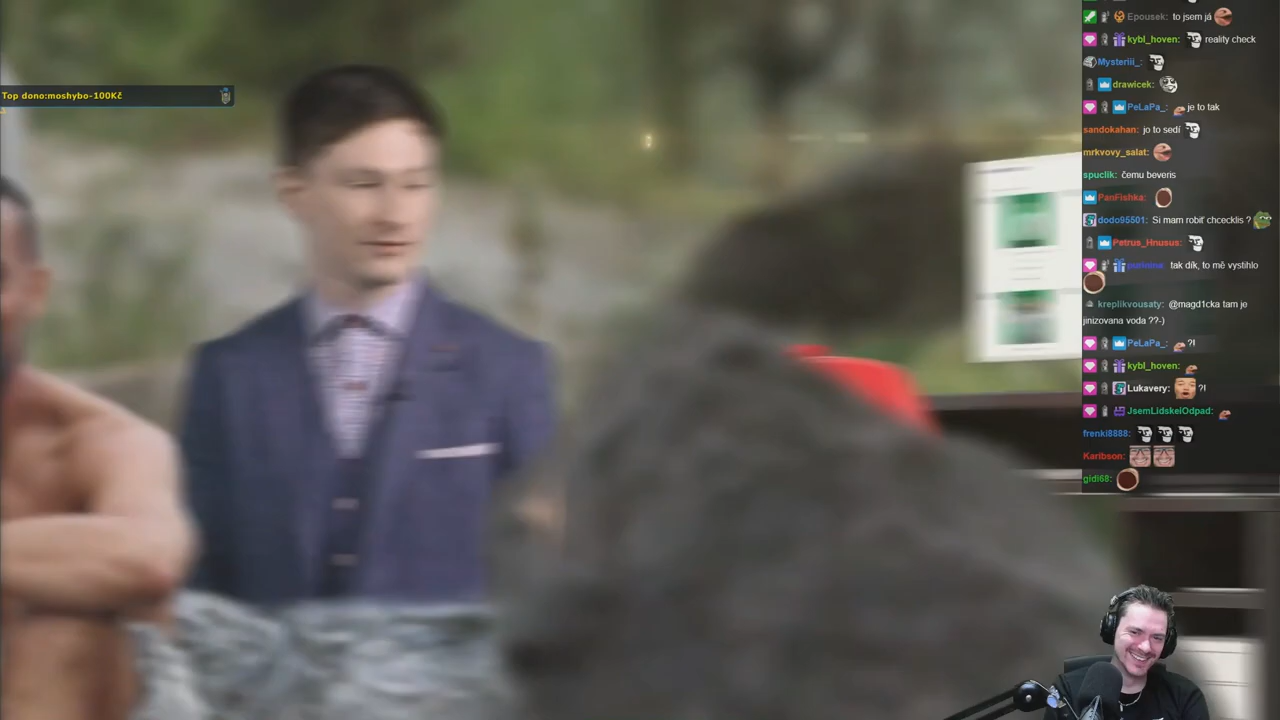 Top dono:moshybo-100Kč
Epousek: to jsem já
kybl_hoven: reality check
Mysteriii_:
drawicek:
PeLaPa_: je to tak
sandokahan: jo to sedí
mrkvovy_salat:
spuclik: čemu beveris
PanFishka:
dodo95501: Si mam robiť chcecklis ?
Patrus_Hnusus:
tak dík, to mě vystihlo
kreplikvousaty: @magd1cka tam je
jinizovana voda ??-)
PeLaPa_: ?!
kybl_hoven:
Lukavery: ?!
JsemLidskejOdpad:
frenki8888:
Karibson:
gidi68: